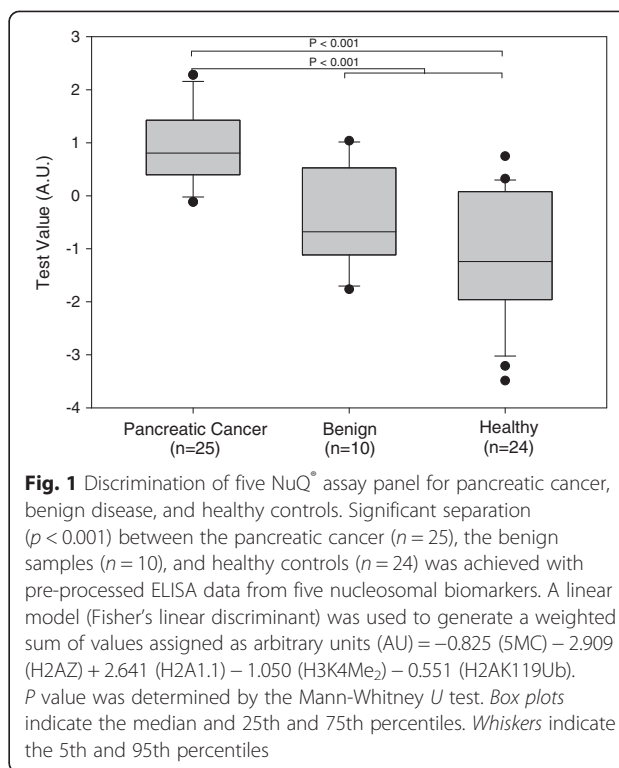 P < 0.001
P < 0.001
3
2
1
0
-1
-2
-3
-4
Test Value (A.U.)
Pancreatic Cancer Benign Healthy
(n=25) (n=10) (n=24)
Fig. 1 Discrimination of five NuQ® assay panel for pancreatic cancer,
benign disease, and healthy controls. Significant separation
(p < 0.001) between the pancreatic cancer (n = 25), the benign
samples (n = 10), and healthy controls (n = 24) was achieved with
pre-processed ELISA data from five nucleosomal biomarkers. A linear
model (Fisher's linear discriminant) was used to generate a weighted
sum of values assigned as arbitrary units (AU) = −0.825 (5MC) − 2.909
(H2AZ) + 2.641 (H2A1.1) − 1.050 (H3K4Me₂) − 0.551 (H2AK119Ub).
P value was determined by the Mann-Whitney U test. Box plots
indicate the median and 25th and 75th percentiles. Whiskers indicate
the 5th and 95th percentiles